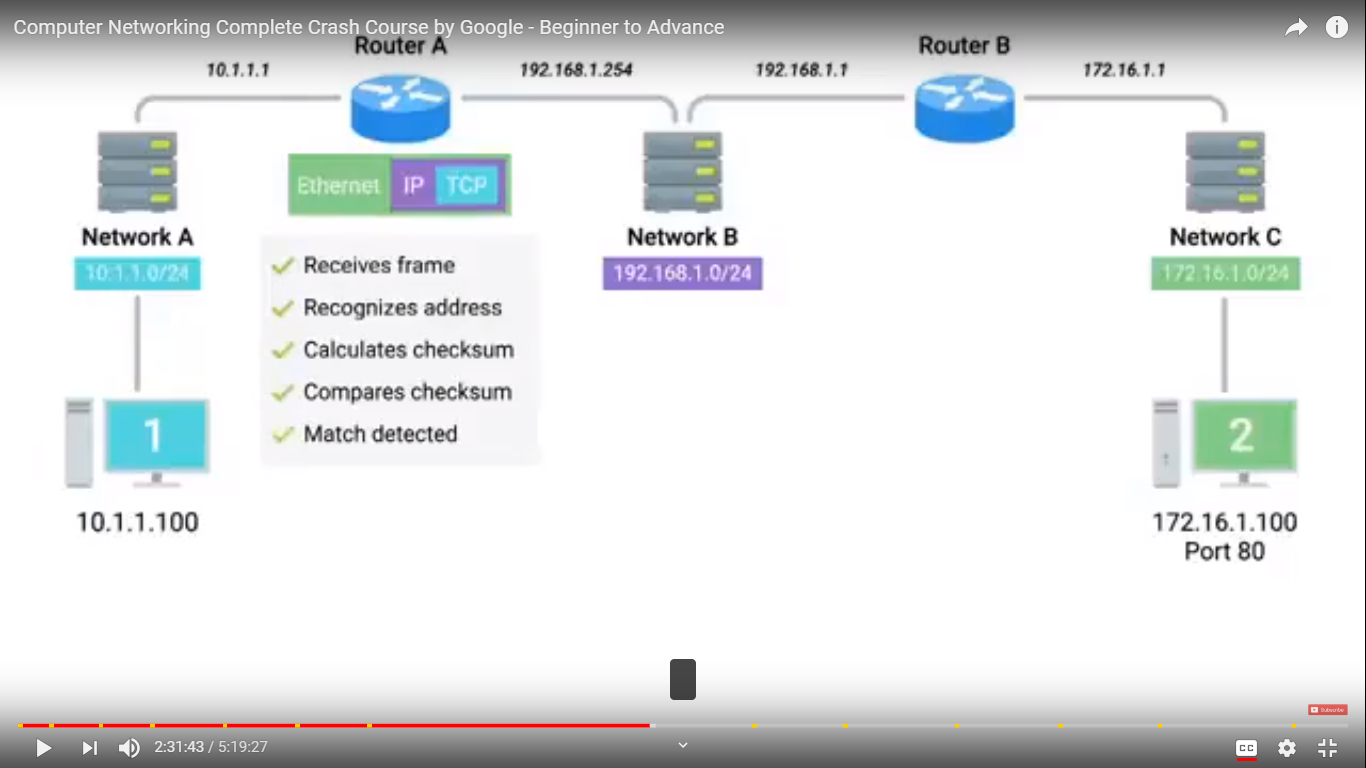 Computer Networking Complete Crash Course by Google - Beginner to Advance
Router A
Router B
10.1.1.1
192.168.1.254
192.168.1.1
172.16.1.1
Ethernet IP TCP
Network A
Network B
Network C
10.1.1.0/24
192.168.1.0/24
172.16.1.0/24
Receives frame
Recognizes address
Calculates checksum
Compares checksum
Match detected
1
2
10.1.1.100
172.16.1.100
Port 80
Subscribe
2:31:43 / 5:19:27
CC